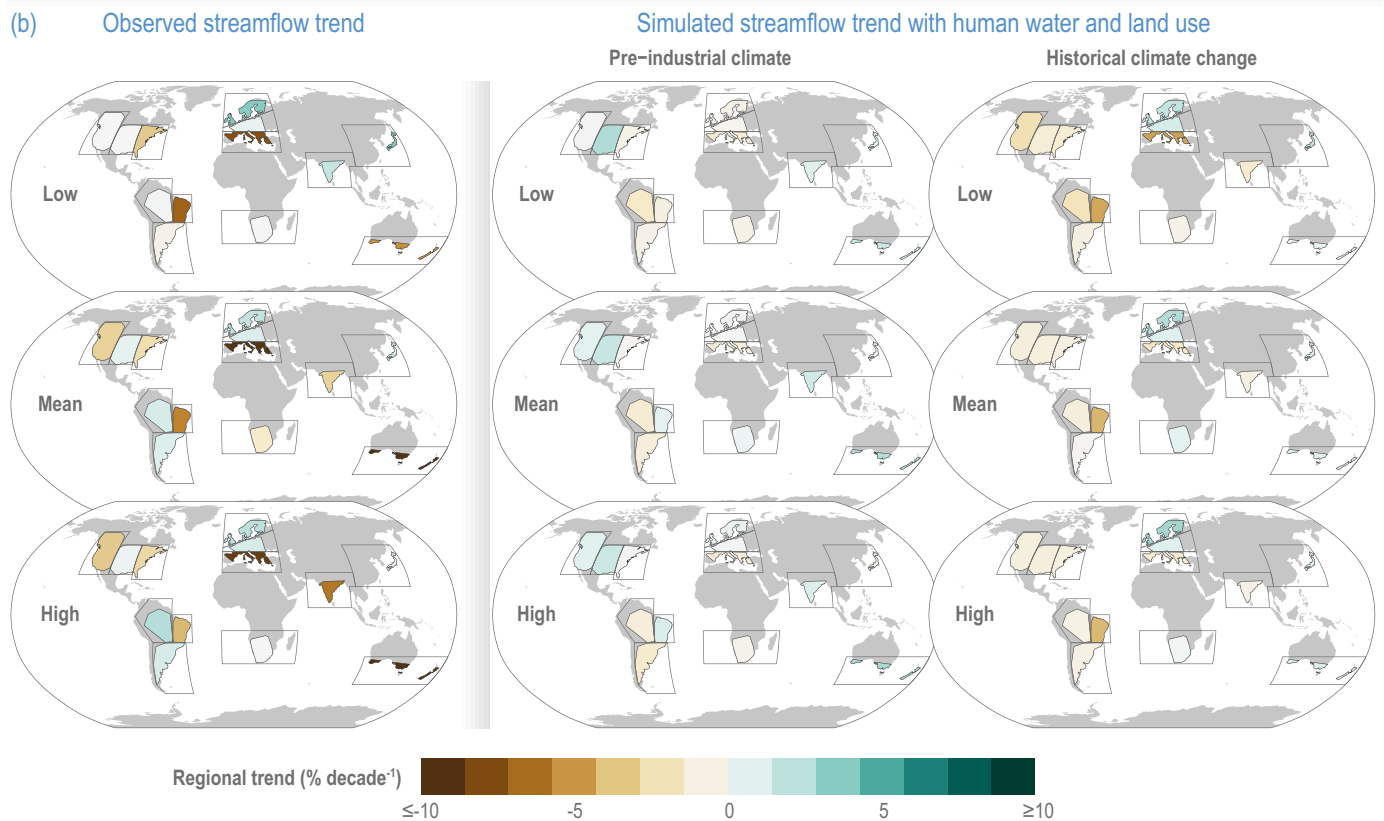 (b) Observed streamflow trend Simulated streamflow trend with human water and land use
Pre−industrial climate Historical climate change
Low Low Low
Mean Mean Mean
High High High
Regional trend (% decade⁻¹)
≤-10 -5 0 5 ≥10